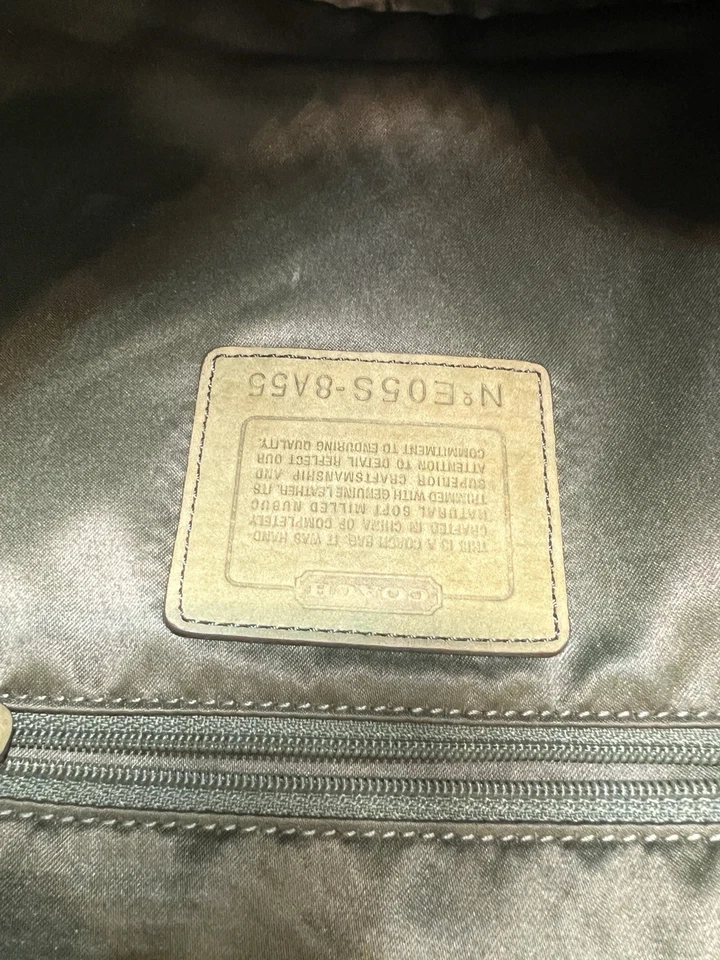 COACH
THIS IS A COACH BAG. IT WAS HAND-
CRAFTED IN CHINA OF COMPLETELY
NATURAL SOFT MILLED NUBUC
TRIMMED WITH GENUINE LEATHER. ITS
SUPERIOR CRAFTSMANSHIP AND
ATTENTION TO DETAIL REFLECT OUR
COMMITMENT TO ENDURING QUALITY.
Nº E05S-8A55